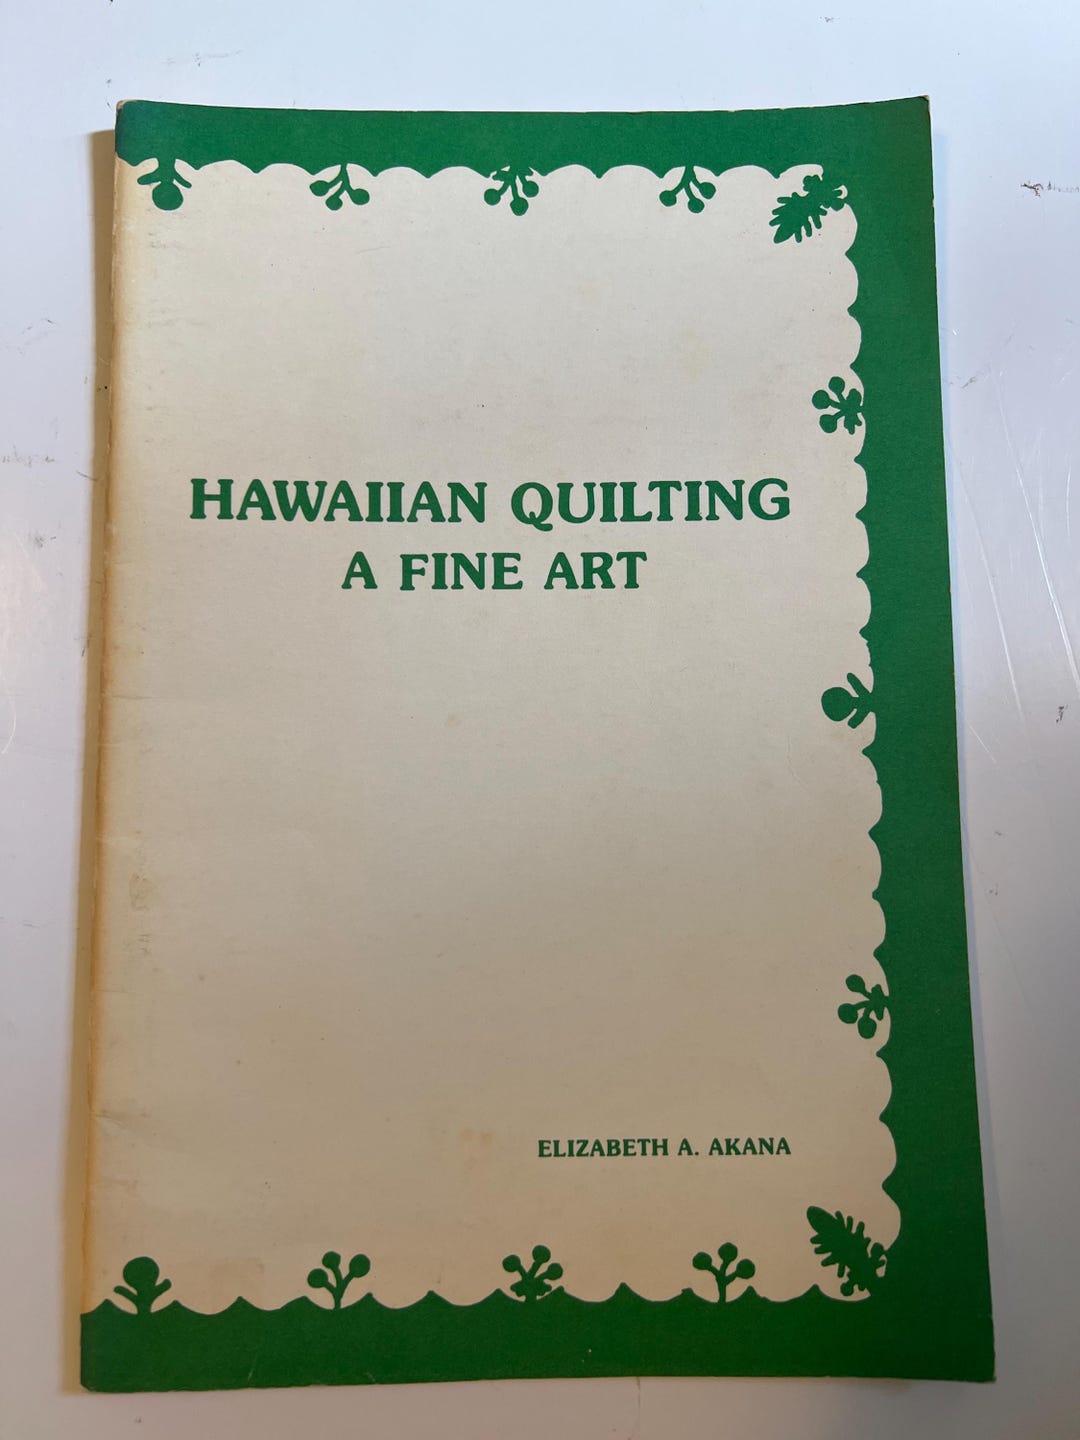 HAWAIIAN QUILTING
A FINE ART
ELIZABETH A. AKANA